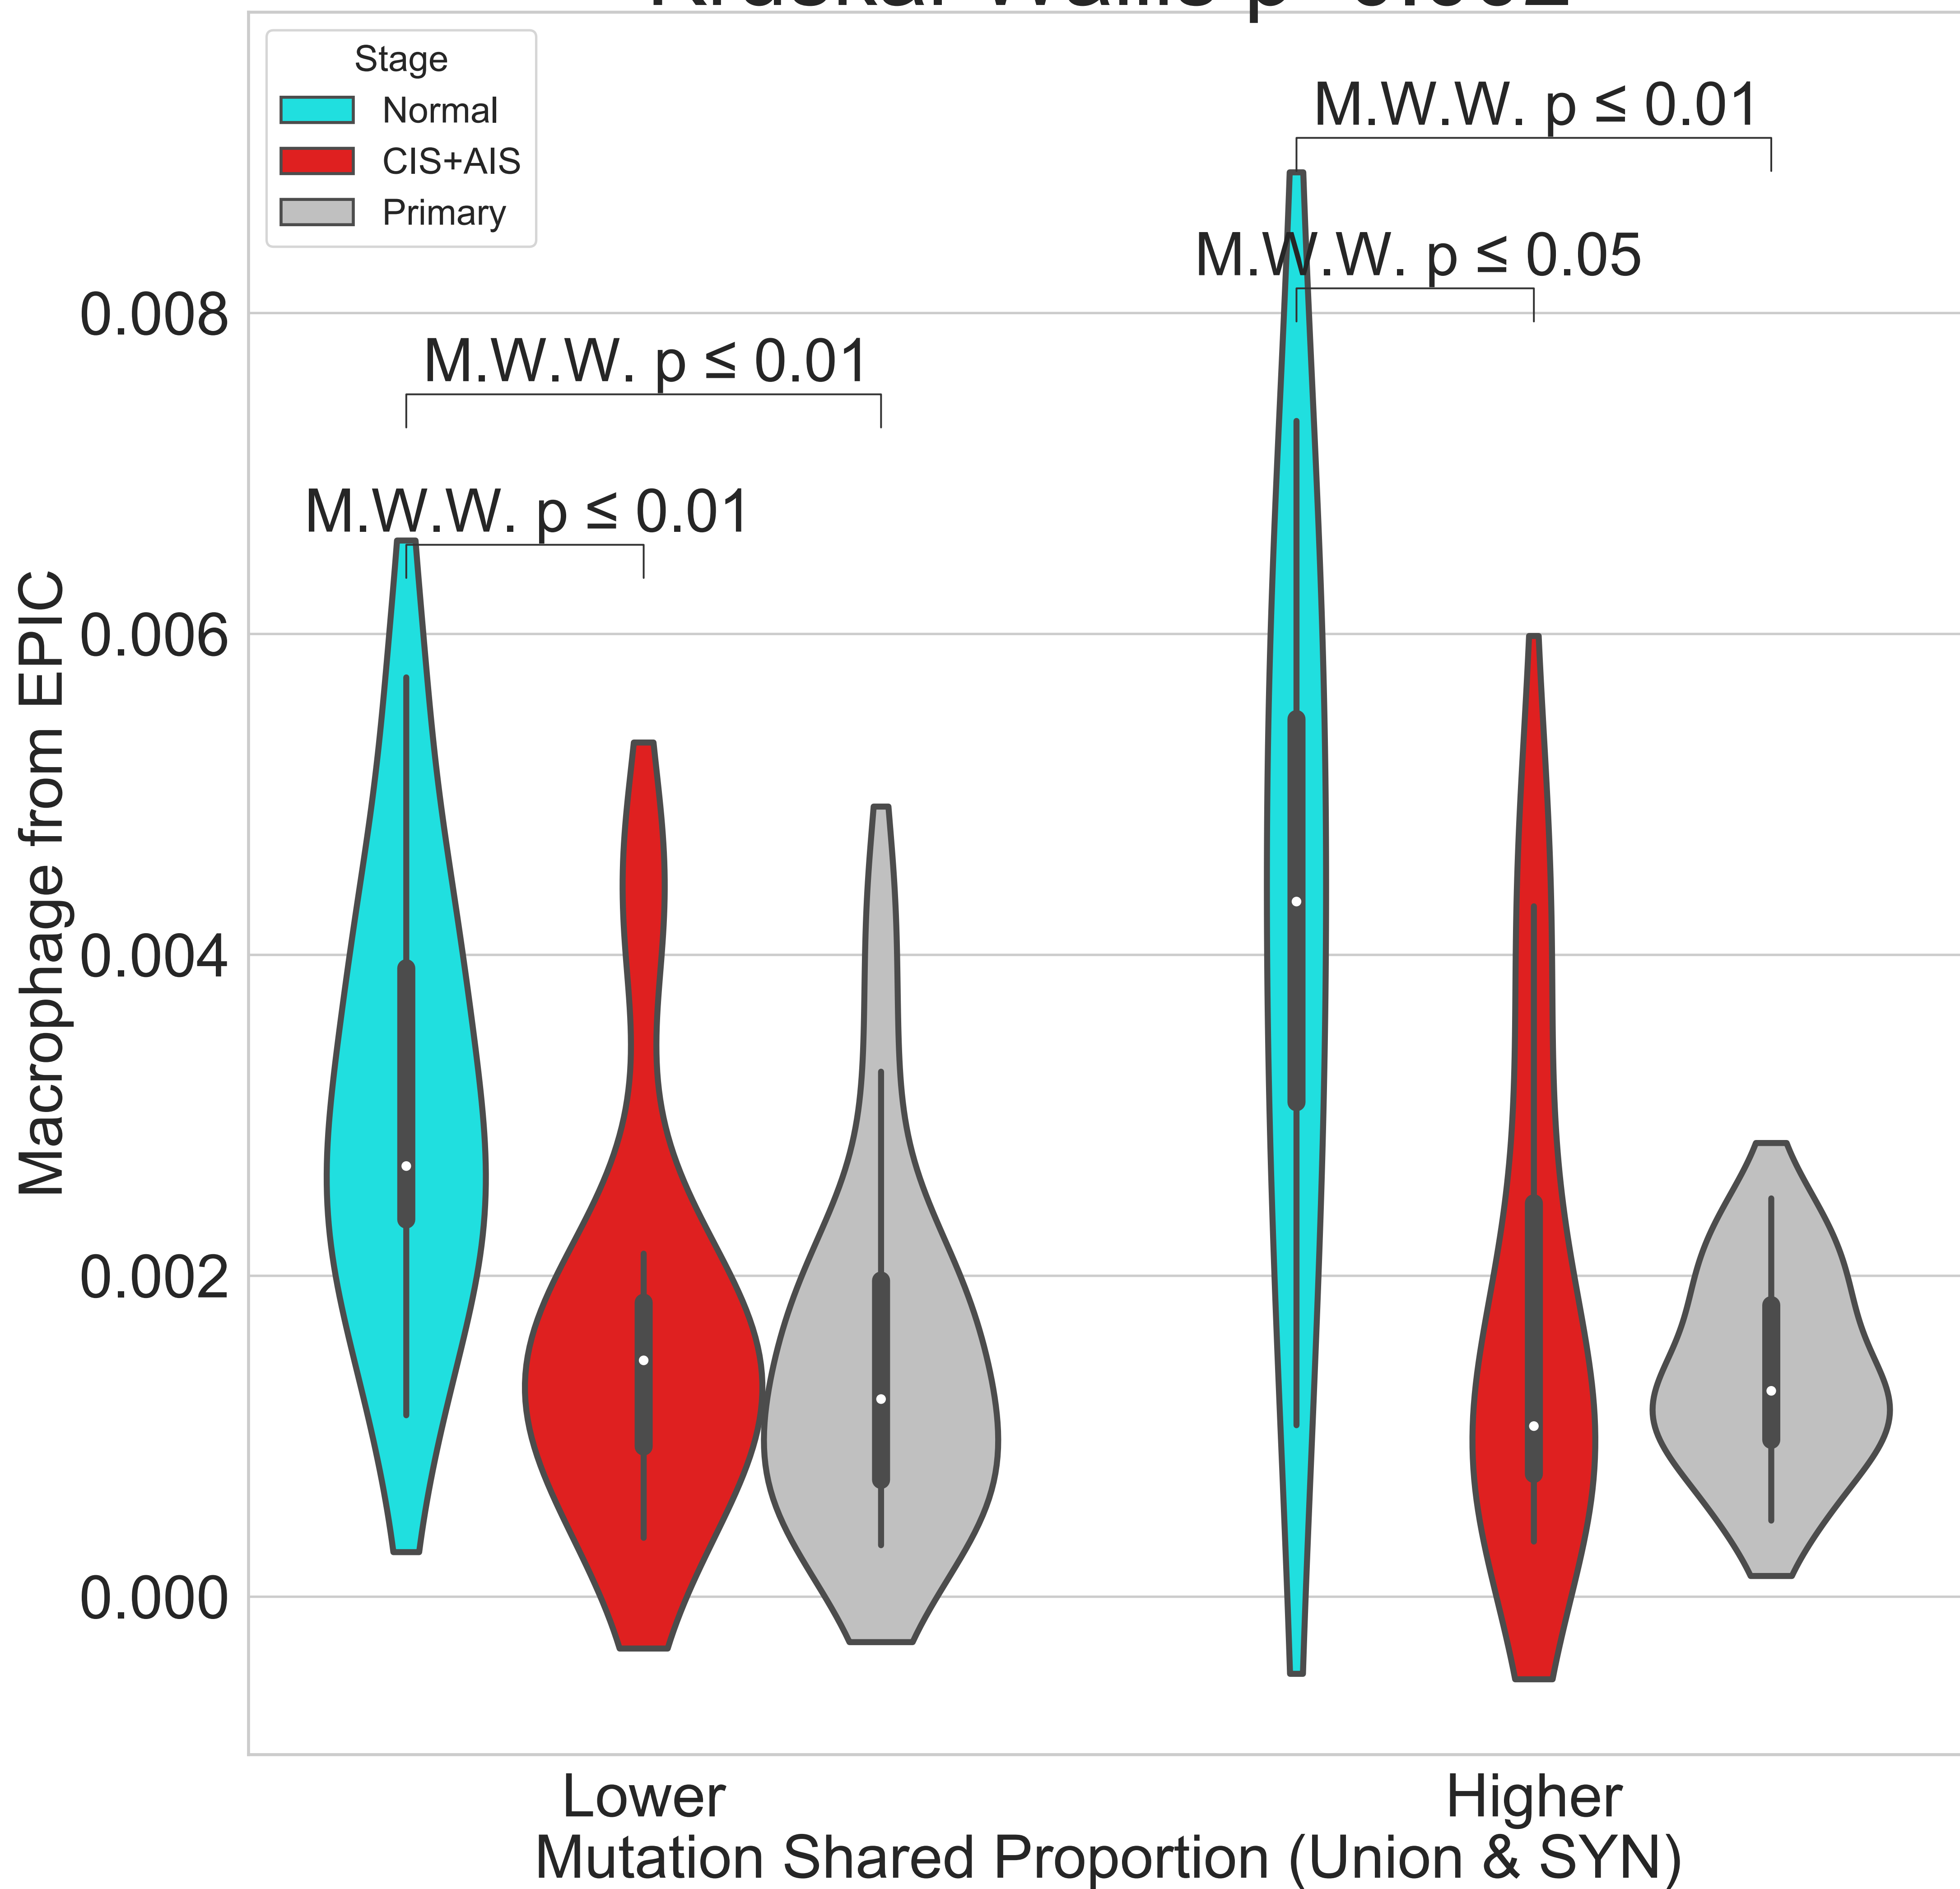 Stage
Normal
CIS+AIS
Primary
M.W.W. p ≤ 0.01
M.W.W. p ≤ 0.05
M.W.W. p ≤ 0.01
M.W.W. p ≤ 0.01
Macrophage from EPIC
0.008
0.006
0.004
0.002
0.000
Lower
Higher
Mutation Shared Proportion (Union & SYN)